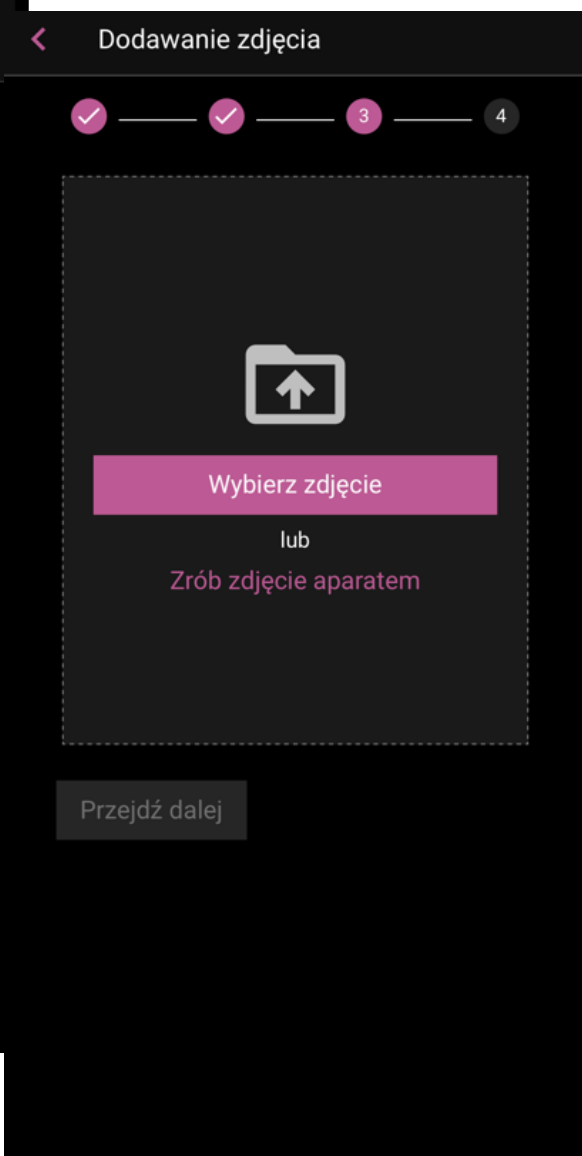 Dodawanie zdjęcia
3 4
Wybierz zdjęcie
lub
Zrób zdjęcie aparatem
Przejdź dalej